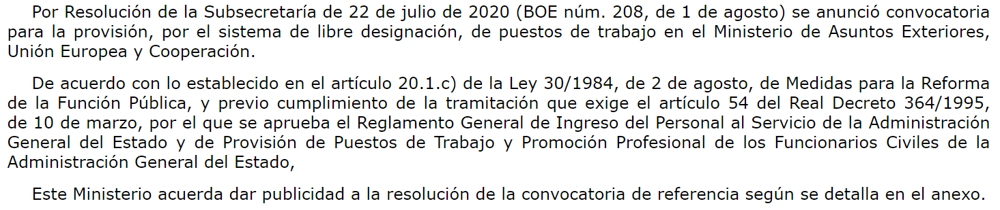 Por Resolución de la Subsecretaría de 22 de julio de 2020 (BOE núm. 208, de 1 de agosto) se anunció convocatoria
para la provisión, por el sistema de libre designación, de puestos de trabajo en el Ministerio de Asuntos Exteriores,
Unión Europea y Cooperación.
De acuerdo con lo establecido en el artículo 20.1.c) de la Ley 30/1984, de 2 de agosto, de Medidas para la Reforma
de la Función Pública, y previo cumplimiento de la tramitación que exige el artículo 54 del Real Decreto 364/1995,
de 10 de marzo, por el que se aprueba el Reglamento General de Ingreso del Personal al Servicio de la Administración
General del Estado y de Provisión de Puestos de Trabajo y Promoción Profesional de los Funcionarios Civiles de la
Administración General del Estado,
Este Ministerio acuerda dar publicidad a la resolución de la convocatoria de referencia según se detalla en el anexo.